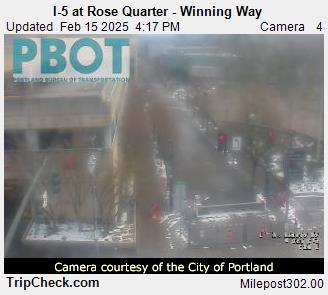 I-5 at Rose Quarter - Winning Way
Updated Feb 15 2025 4:17 PM Camera 4
PBOT
PORTLAND BUREAU OF TRANSPORTATION
Camera courtesy of the City of Portland
TripCheck.com Milepost302.00